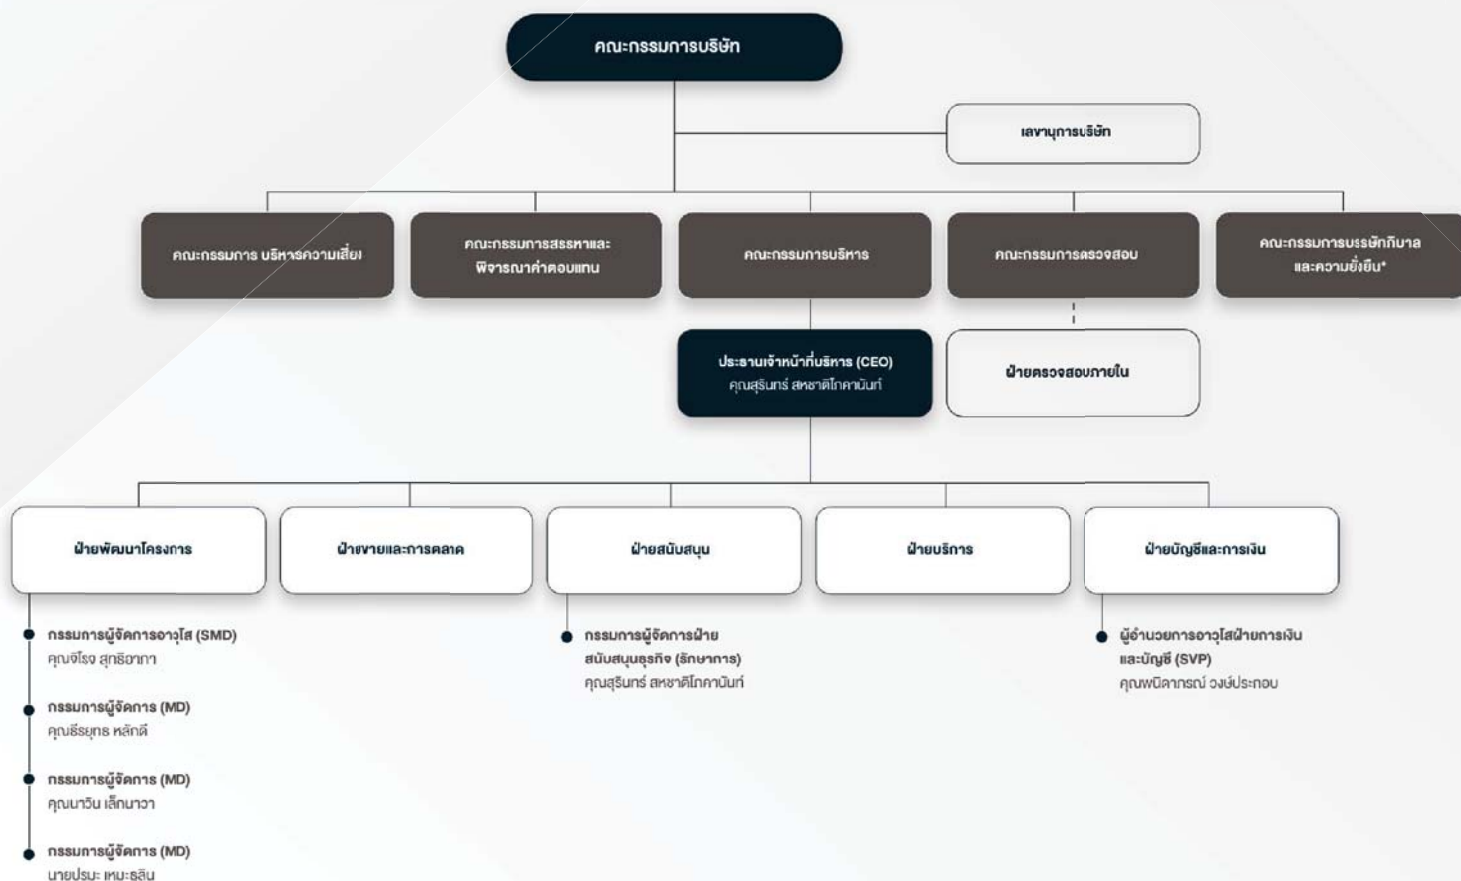 คณะกรรมการบริษัท
เลขานุการบริษัท
คณะกรรมการ บริหารความเสี่ยง
คณะกรรมการสรรหาและ
พิจารณาค่าตอบแทน
คณะกรรมการบริหาร
คณะกรรมการตรวจสอบ
คณะกรรมการบรรษัทภิบาล
และความยั่งยืน*
ประธานเจ้าหน้าที่บริหาร (CEO)
คุณสุรินทร์ สหชาติโภคานันท์
ฝ่ายตรวจสอบภายใน
ฝ่ายพัฒนาโครงการ
ฝ่ายขายและการตลาด
ฝ่ายสนับสนุน
ฝ่ายบริการ
ฝ่ายบัญชีและการเงิน
กรรมการผู้จัดการอาวุโส (SMD)
คุณจิโรจ สุทธิอาภา
กรรมการผู้จัดการ (MD)
คุณธีรยุทธ หลักดี
กรรมการผู้จัดการ (MD)
คุณนาวิน เล็กนาวา
กรรมการผู้จัดการ (MD)
นายปรมะ เหมะธุลิน
กรรมการผู้จัดการฝ่าย
สนับสนุนธุรกิจ (รักษาการ)
คุณสุรินทร์ สหชาติโภคานันท์
ผู้อำนวยการอาวุโสฝ่ายการเงิน
และบัญชี (SVP)
คุณพนิดาภรณ์ วงษ์ประกอบ